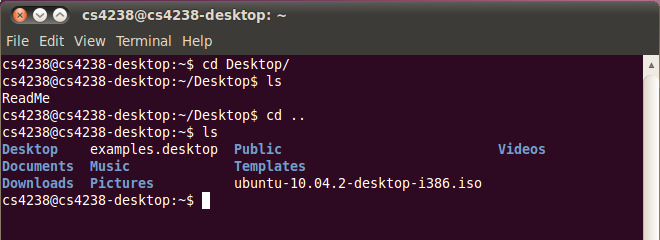 cs4238@cs4238-desktop: ~
File Edit View Terminal Help
cs4238@cs4238-desktop:~$ cd Desktop/
cs4238@cs4238-desktop:~/Desktop$ ls
ReadMe
cs4238@cs4238-desktop:~/Desktop$ cd ..
cs4238@cs4238-desktop:~$ ls
Desktop    examples.desktop  Public                           Videos
Documents  Music             Templates
Downloads  Pictures          ubuntu-10.04.2-desktop-i386.iso
cs4238@cs4238-desktop:~$